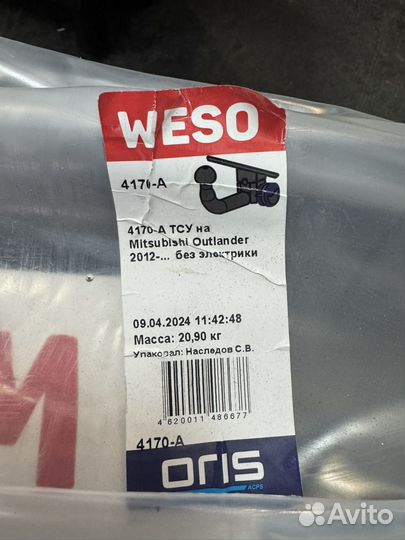 WESO
4170-A
4170-A ТСУ на
Mitsubishi Outlander
2012-... без электрики
09.04.2024 11:42:48
Масса: 20,90 кг
Упаковал: Наследов С.В.
4 620011 486677
4170-A
ORIS
ACPS
M
Avito